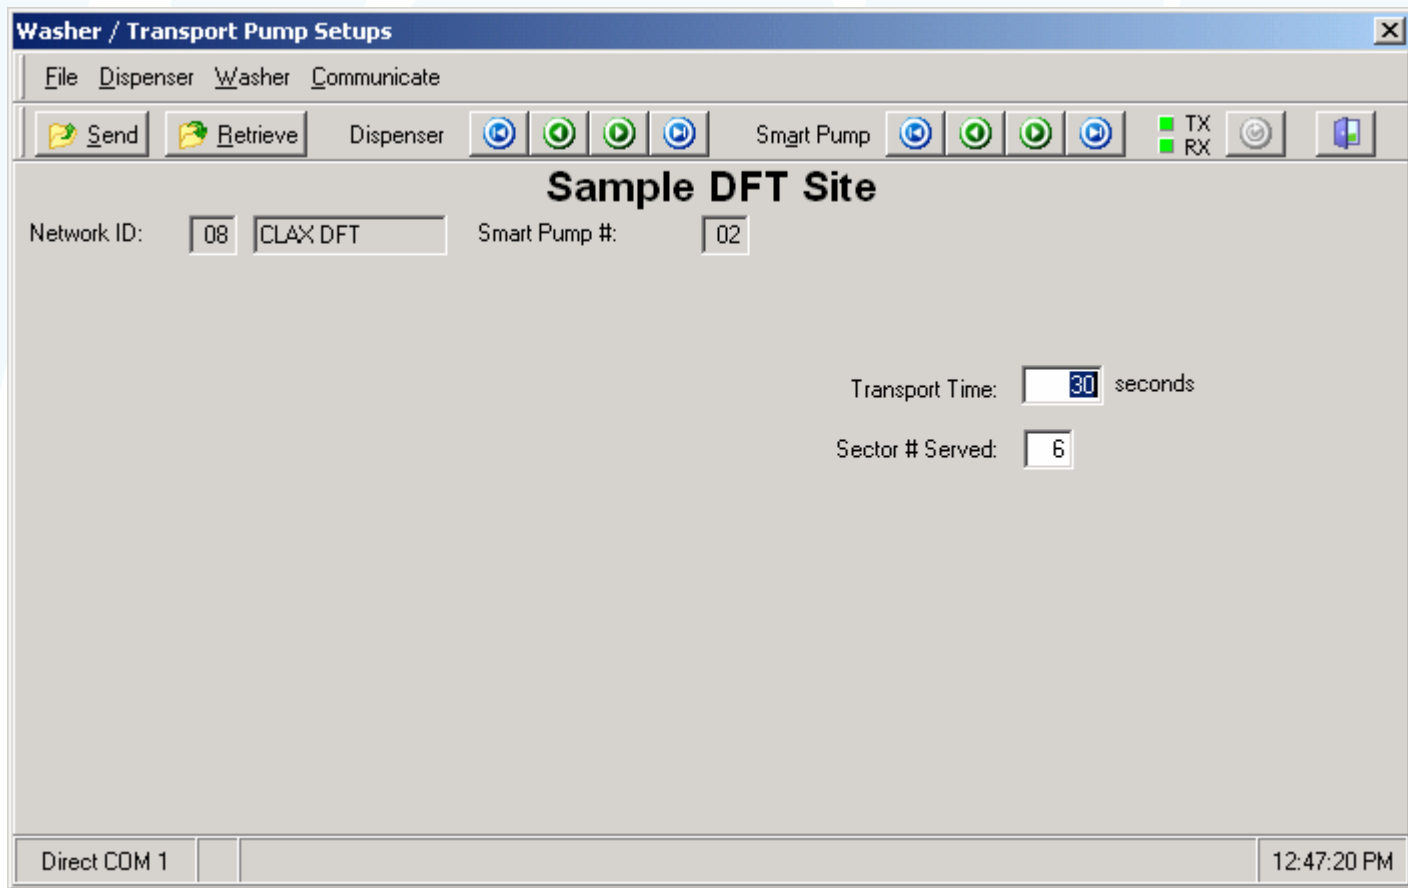 Washer / Transport Pump Setups
File Dispenser Washer Communicate
Send Retrieve Dispenser Smart Pump TX
RX
Sample DFT Site
Network ID: 08 CLAX DFT Smart Pump #: 02
Transport Time: 30 seconds
Sector # Served: 6
Direct COM 1 12:47:20 PM